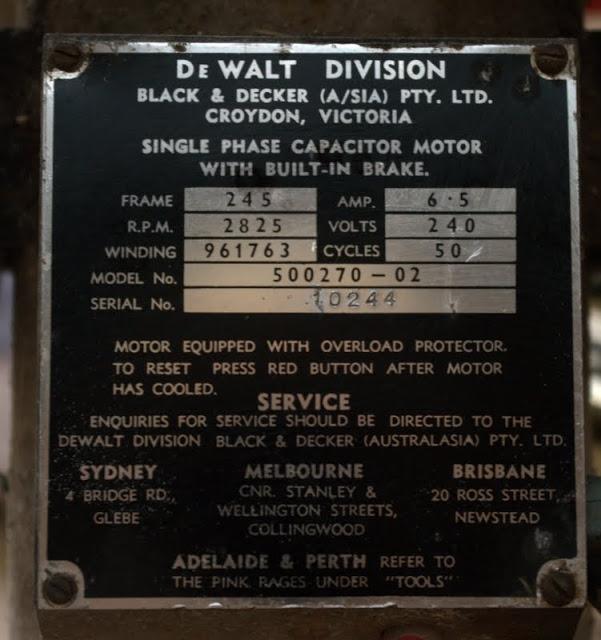 DE WALT DIVISION
BLACK & DECKER (A/SIA) PTY. LTD.
CROYDON, VICTORIA
SINGLE PHASE CAPACITOR MOTOR
WITH BUILT-IN BRAKE.
FRAME 245 AMP. 6·5
R.P.M. 2825 VOLTS 240
WINDING 961763 CYCLES 50
MODEL No. 500270-02
SERIAL No. 10244
MOTOR EQUIPPED WITH OVERLOAD PROTECTOR.
TO RESET PRESS RED BUTTON AFTER MOTOR
HAS COOLED.
SERVICE
ENQUIRIES FOR SERVICE SHOULD BE DIRECTED TO THE
DEWALT DIVISION BLACK & DECKER (AUSTRALASIA) PTY. LTD.
SYDNEY MELBOURNE BRISBANE
4 BRIDGE RD., CNR. STANLEY & 20 ROSS STREET,
GLEBE WELLINGTON STREETS, NEWSTEAD
COLLINGWOOD
ADELAIDE & PERTH REFER TO
THE PINK PAGES UNDER "TOOLS"